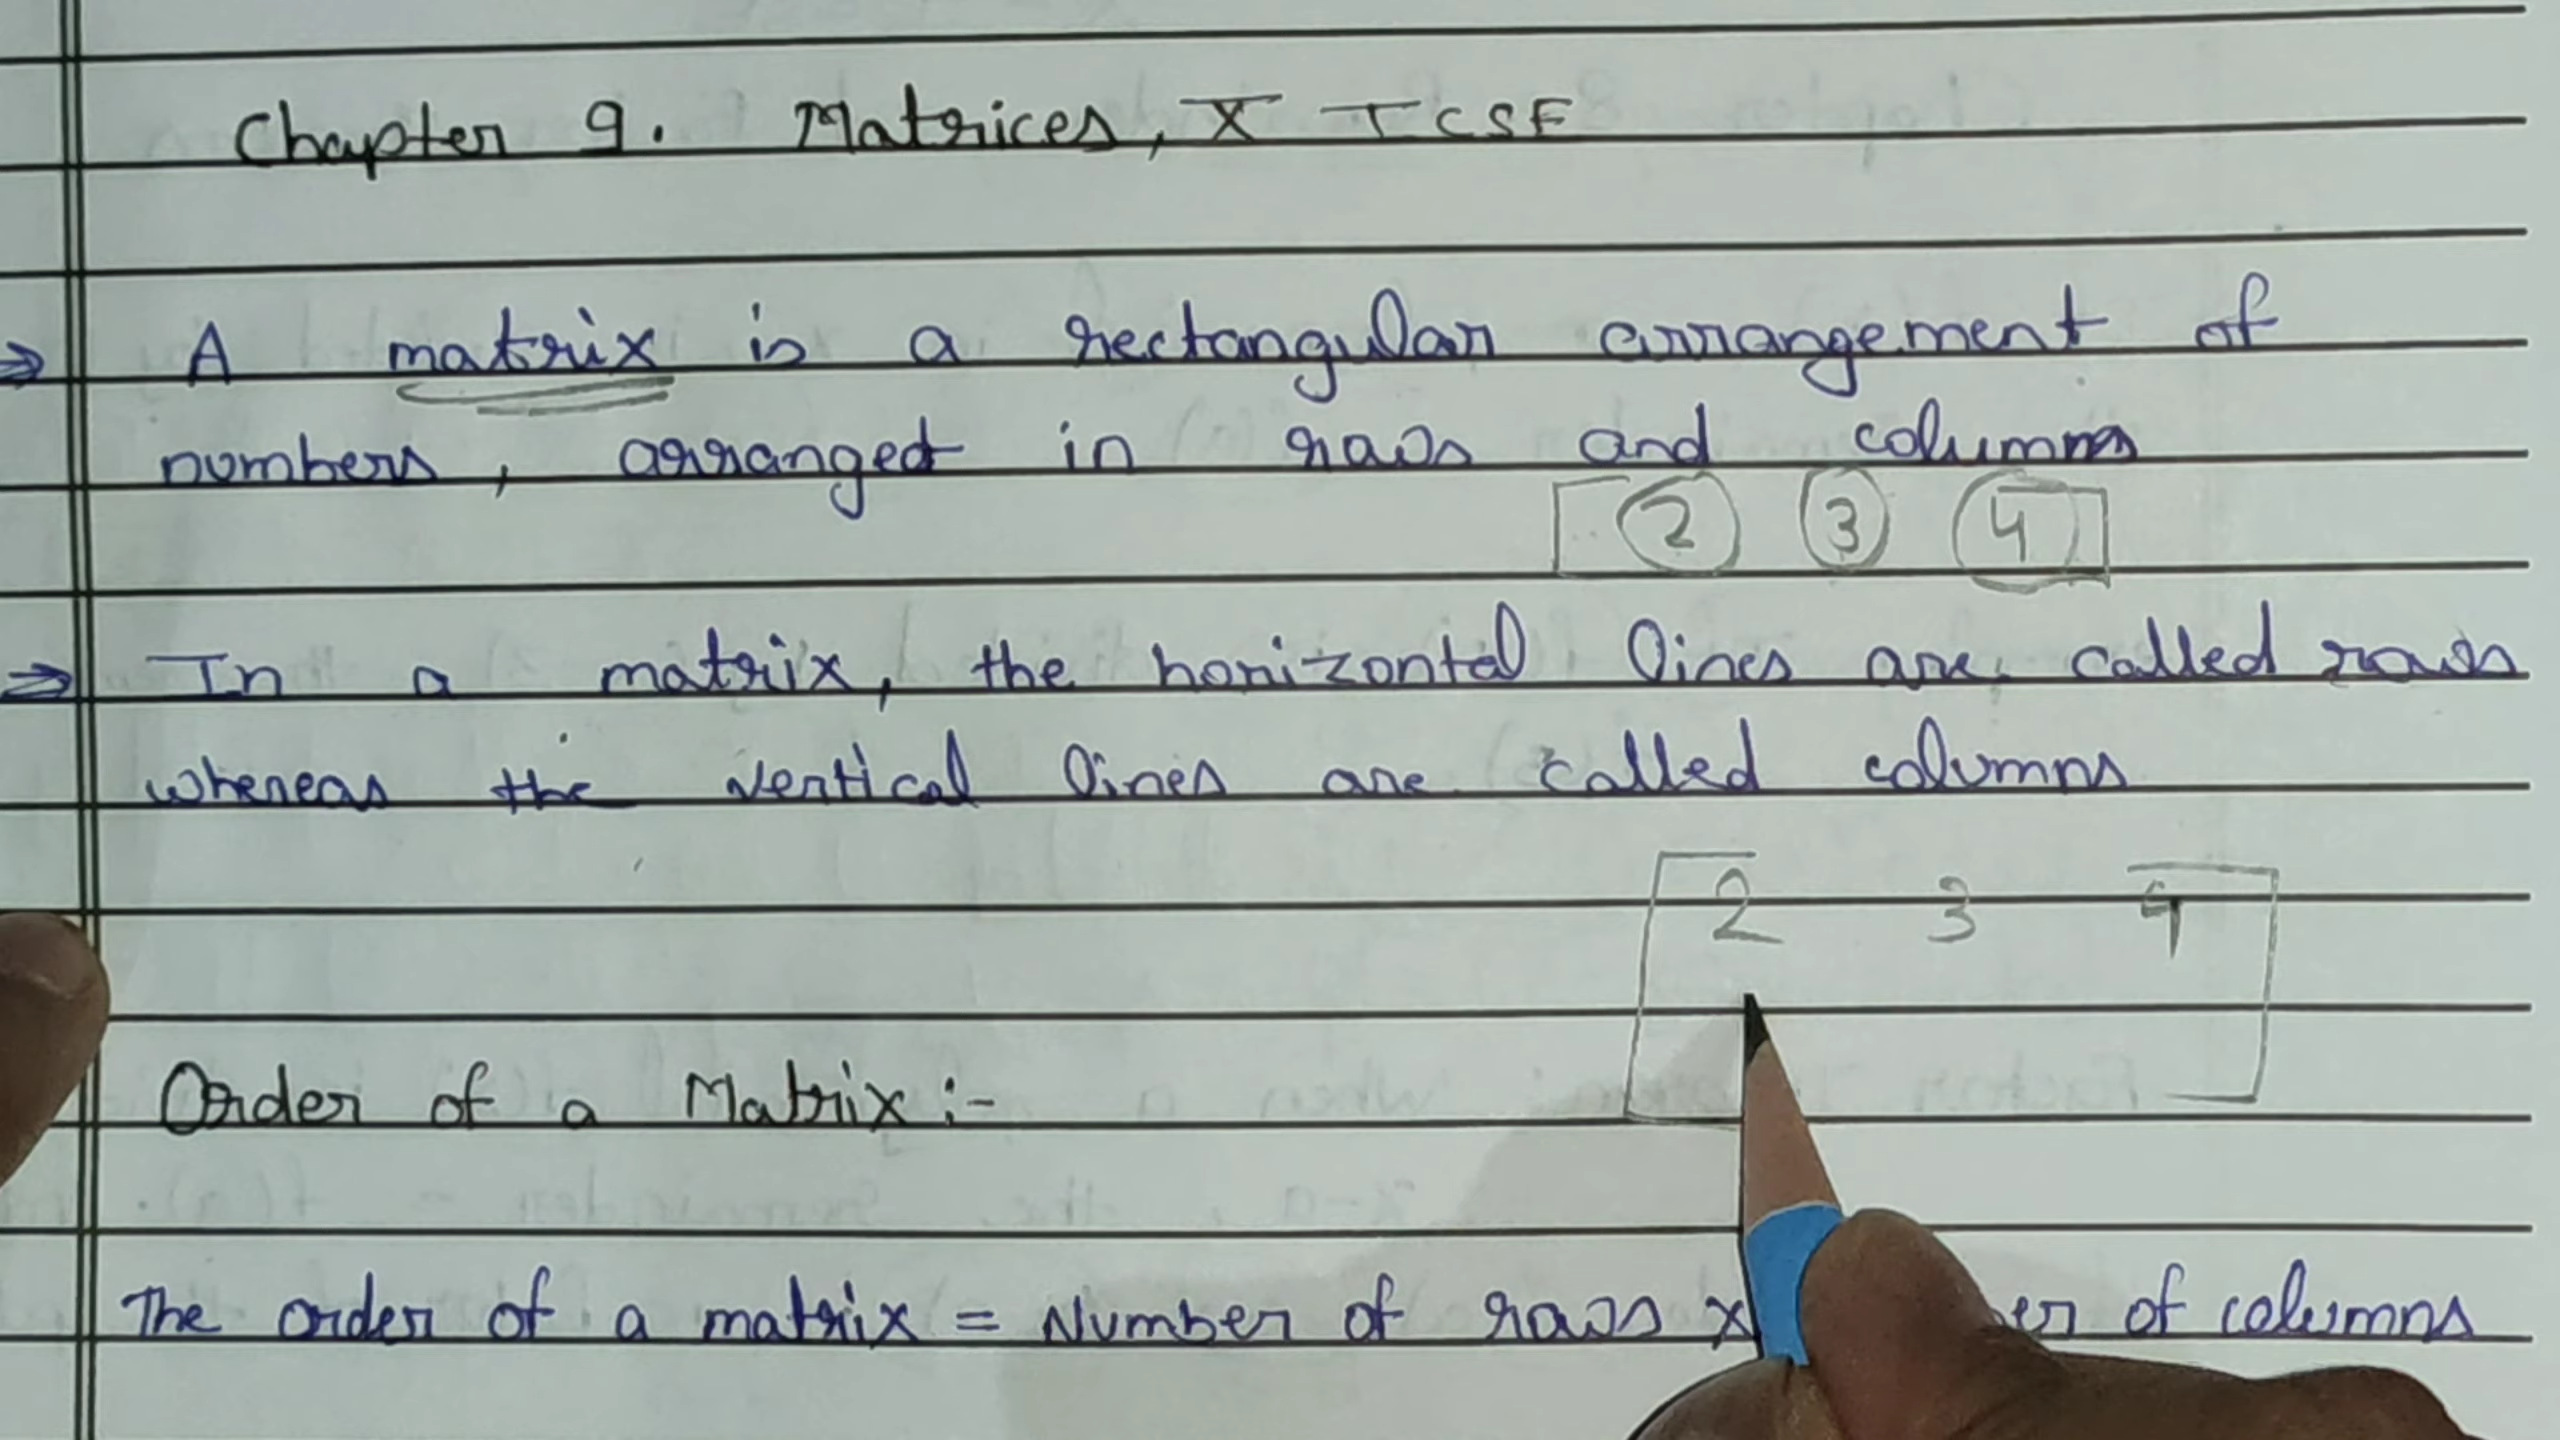 Chapter 9. Matrices, X ICSE
⇒ A matrix is a rectangular arrangement of
numbers, arranged in rows and columns
[2 3 4]
⇒ In a matrix, the horizontal lines are called rows
whereas the vertical lines are called columns
2 3 4
Order of a Matrix :-
The order of a matrix = Number of rows x of columns